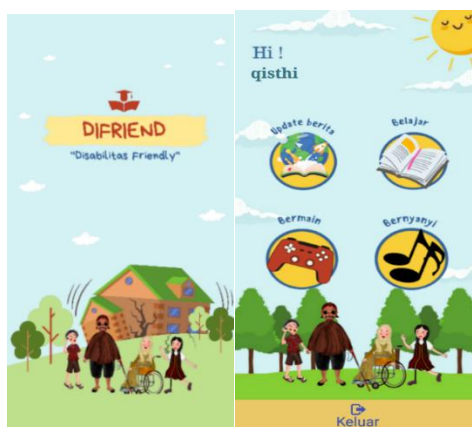 DIFRIEND
"Disabilitas Friendly"
Hi !
qisthi
Update berita
Belajar
Bermain
Bernyanyi
Keluar